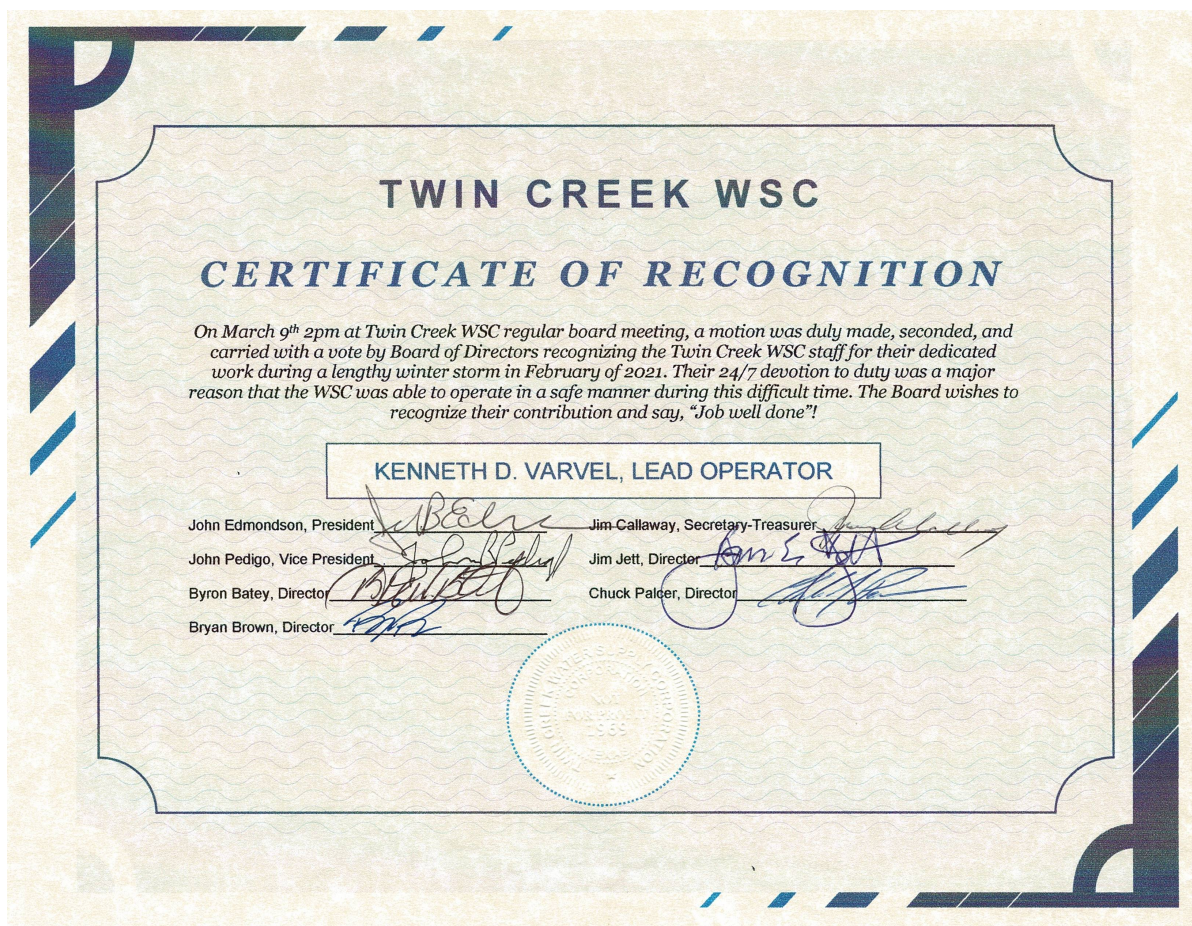 TWIN CREEK WSC
CERTIFICATE OF RECOGNITION
On March 9th 2pm at Twin Creek WSC regular board meeting, a motion was duly made, seconded, and
carried with a vote by Board of Directors recognizing the Twin Creek WSC staff for their dedicated
work during a lengthy winter storm in February of 2021. Their 24/7 devotion to duty was a major
reason that the WSC was able to operate in a safe manner during this difficult time. The Board wishes to
recognize their contribution and say, “Job well done”!
KENNETH D. VARVEL, LEAD OPERATOR
John Edmondson, President
Jim Callaway, Secretary-Treasurer
John Pedigo, Vice President
Jim Jett, Director
Byron Batey, Director
Chuck Palcer, Director
Bryan Brown, Director
WATER SUPPLY CORPORATION
1969